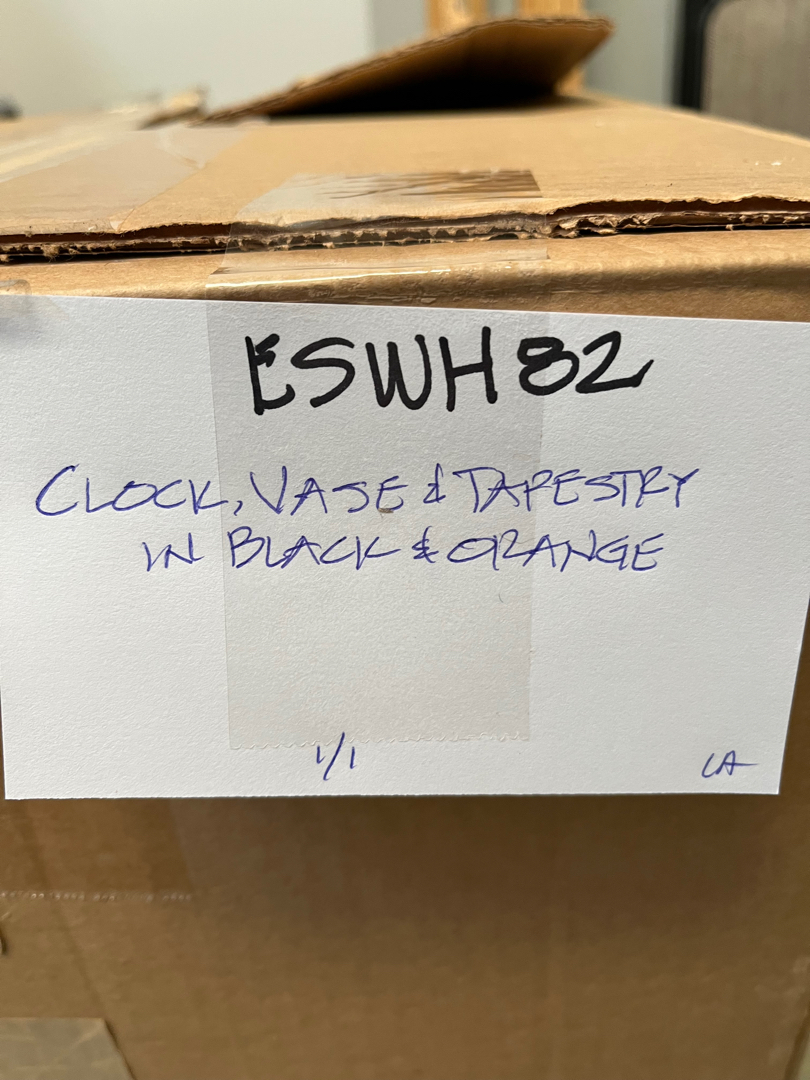 ESWH82
CLOCK, VASE & TAPESTRY
IN BLACK & ORANGE
1/1
LA